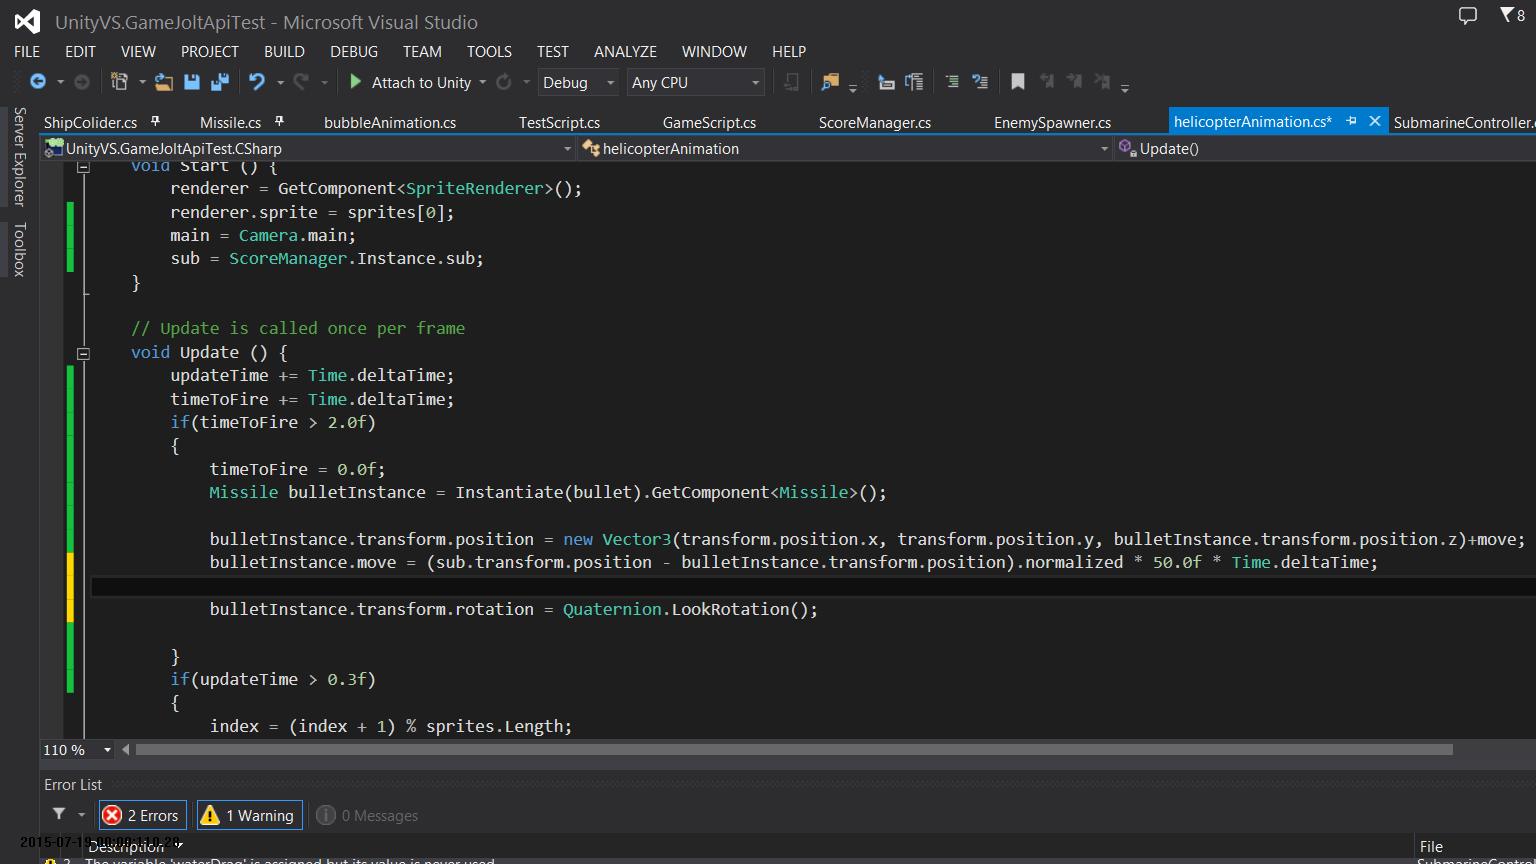 UnityVS.GameJoltApiTest - Microsoft Visual Studio
8
FILE EDIT VIEW PROJECT BUILD DEBUG TEAM TOOLS TEST ANALYZE WINDOW HELP
Attach to Unity Debug Any CPU
Server Explorer
Toolbox
ShipColider.cs Missile.cs bubbleAnimation.cs TestScript.cs GameScript.cs ScoreManager.cs EnemySpawner.cs helicopterAnimation.cs* SubmarineController.c
UnityVS.GameJoltApiTest.CSharp helicopterAnimation Update()
void Start () {
renderer = GetComponent<SpriteRenderer>();
renderer.sprite = sprites[0];
main = Camera.main;
sub = ScoreManager.Instance.sub;
}
// Update is called once per frame
void Update () {
updateTime += Time.deltaTime;
timeToFire += Time.deltaTime;
if(timeToFire > 2.0f)
{
timeToFire = 0.0f;
Missile bulletInstance = Instantiate(bullet).GetComponent<Missile>();
bulletInstance.transform.position = new Vector3(transform.position.x, transform.position.y, bulletInstance.transform.position.z)+move;
bulletInstance.move = (sub.transform.position - bulletInstance.transform.position).normalized * 50.0f * Time.deltaTime;
bulletInstance.transform.rotation = Quaternion.LookRotation();
}
if(updateTime > 0.3f)
{
index = (index + 1) % sprites.Length;
110 %
Error List
2 Errors 1 Warning 0 Messages
Description File
The variable 'waterDrag' is assigned but its value is never used